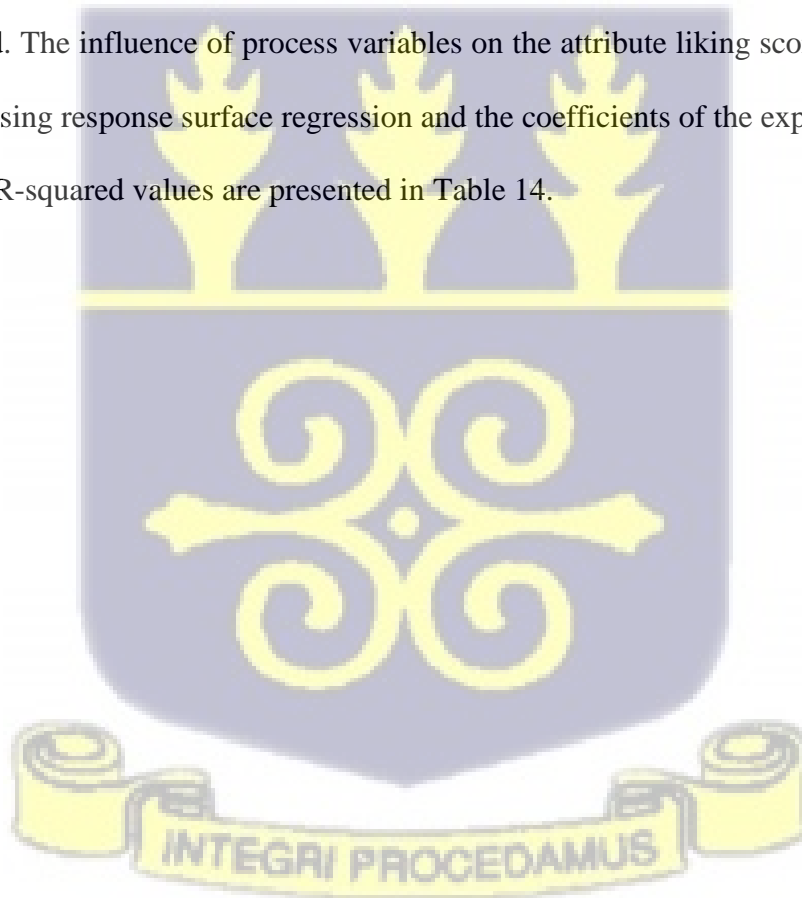 . The influence of process variables on the attribute liking sco
sing response surface regression and the coefficients of the exp
R-squared values are presented in Table 14.
INTEGRI PROCEDAMUS